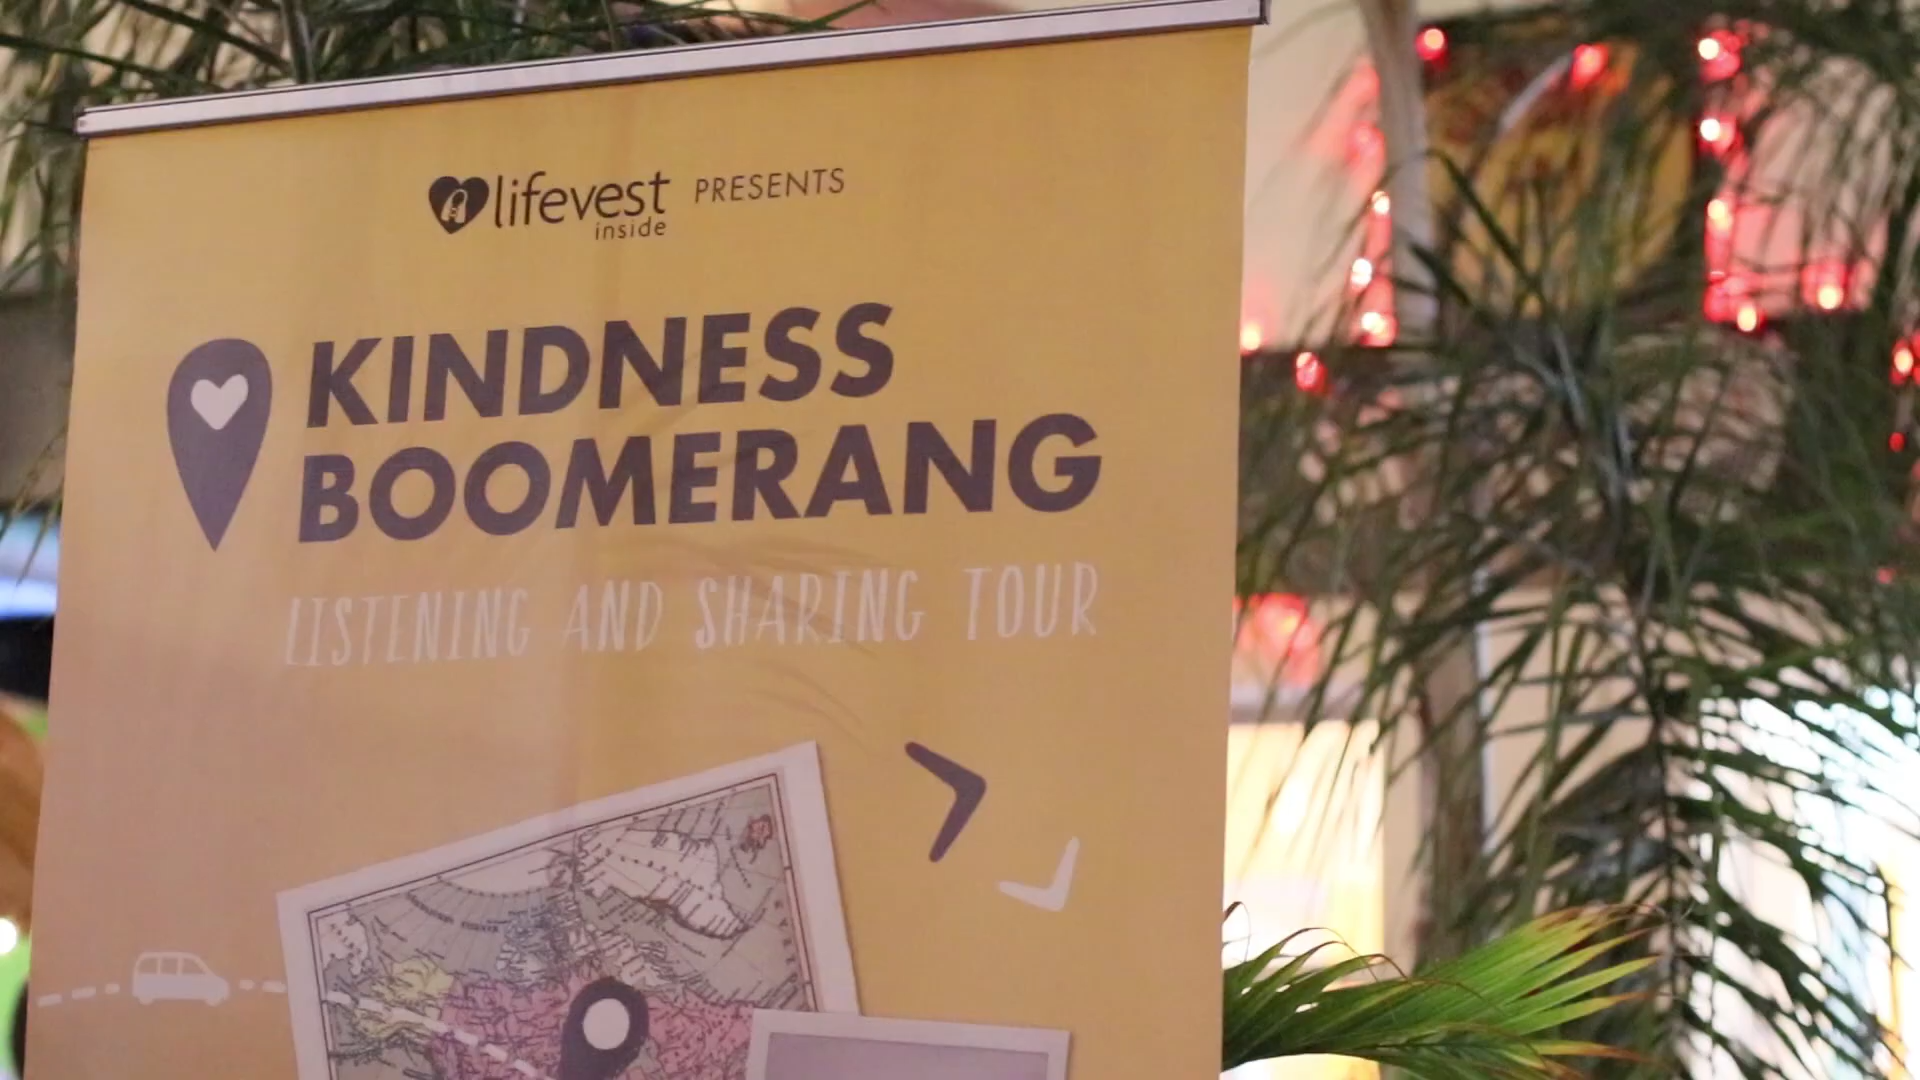 lifevest PRESENTS
inside
KINDNESS
BOOMERANG
LISTENING AND SHARING TOUR